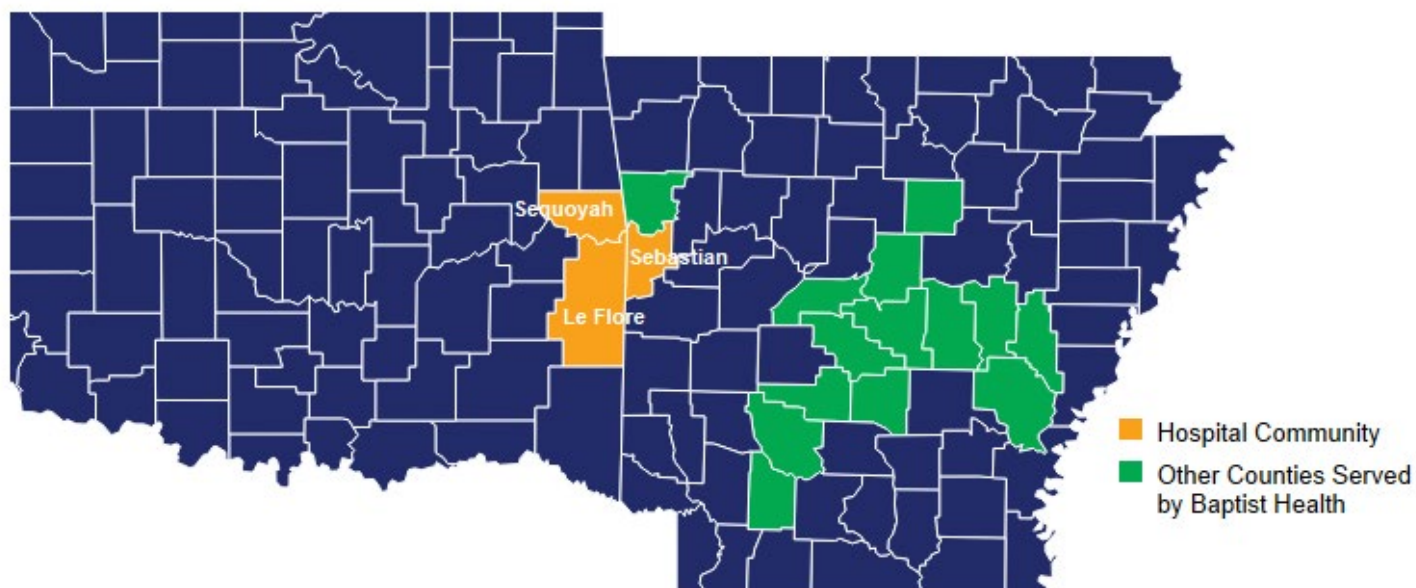 Sequoyah
Sebastian
Le Flore
Hospital Community
Other Counties Served
by Baptist Health